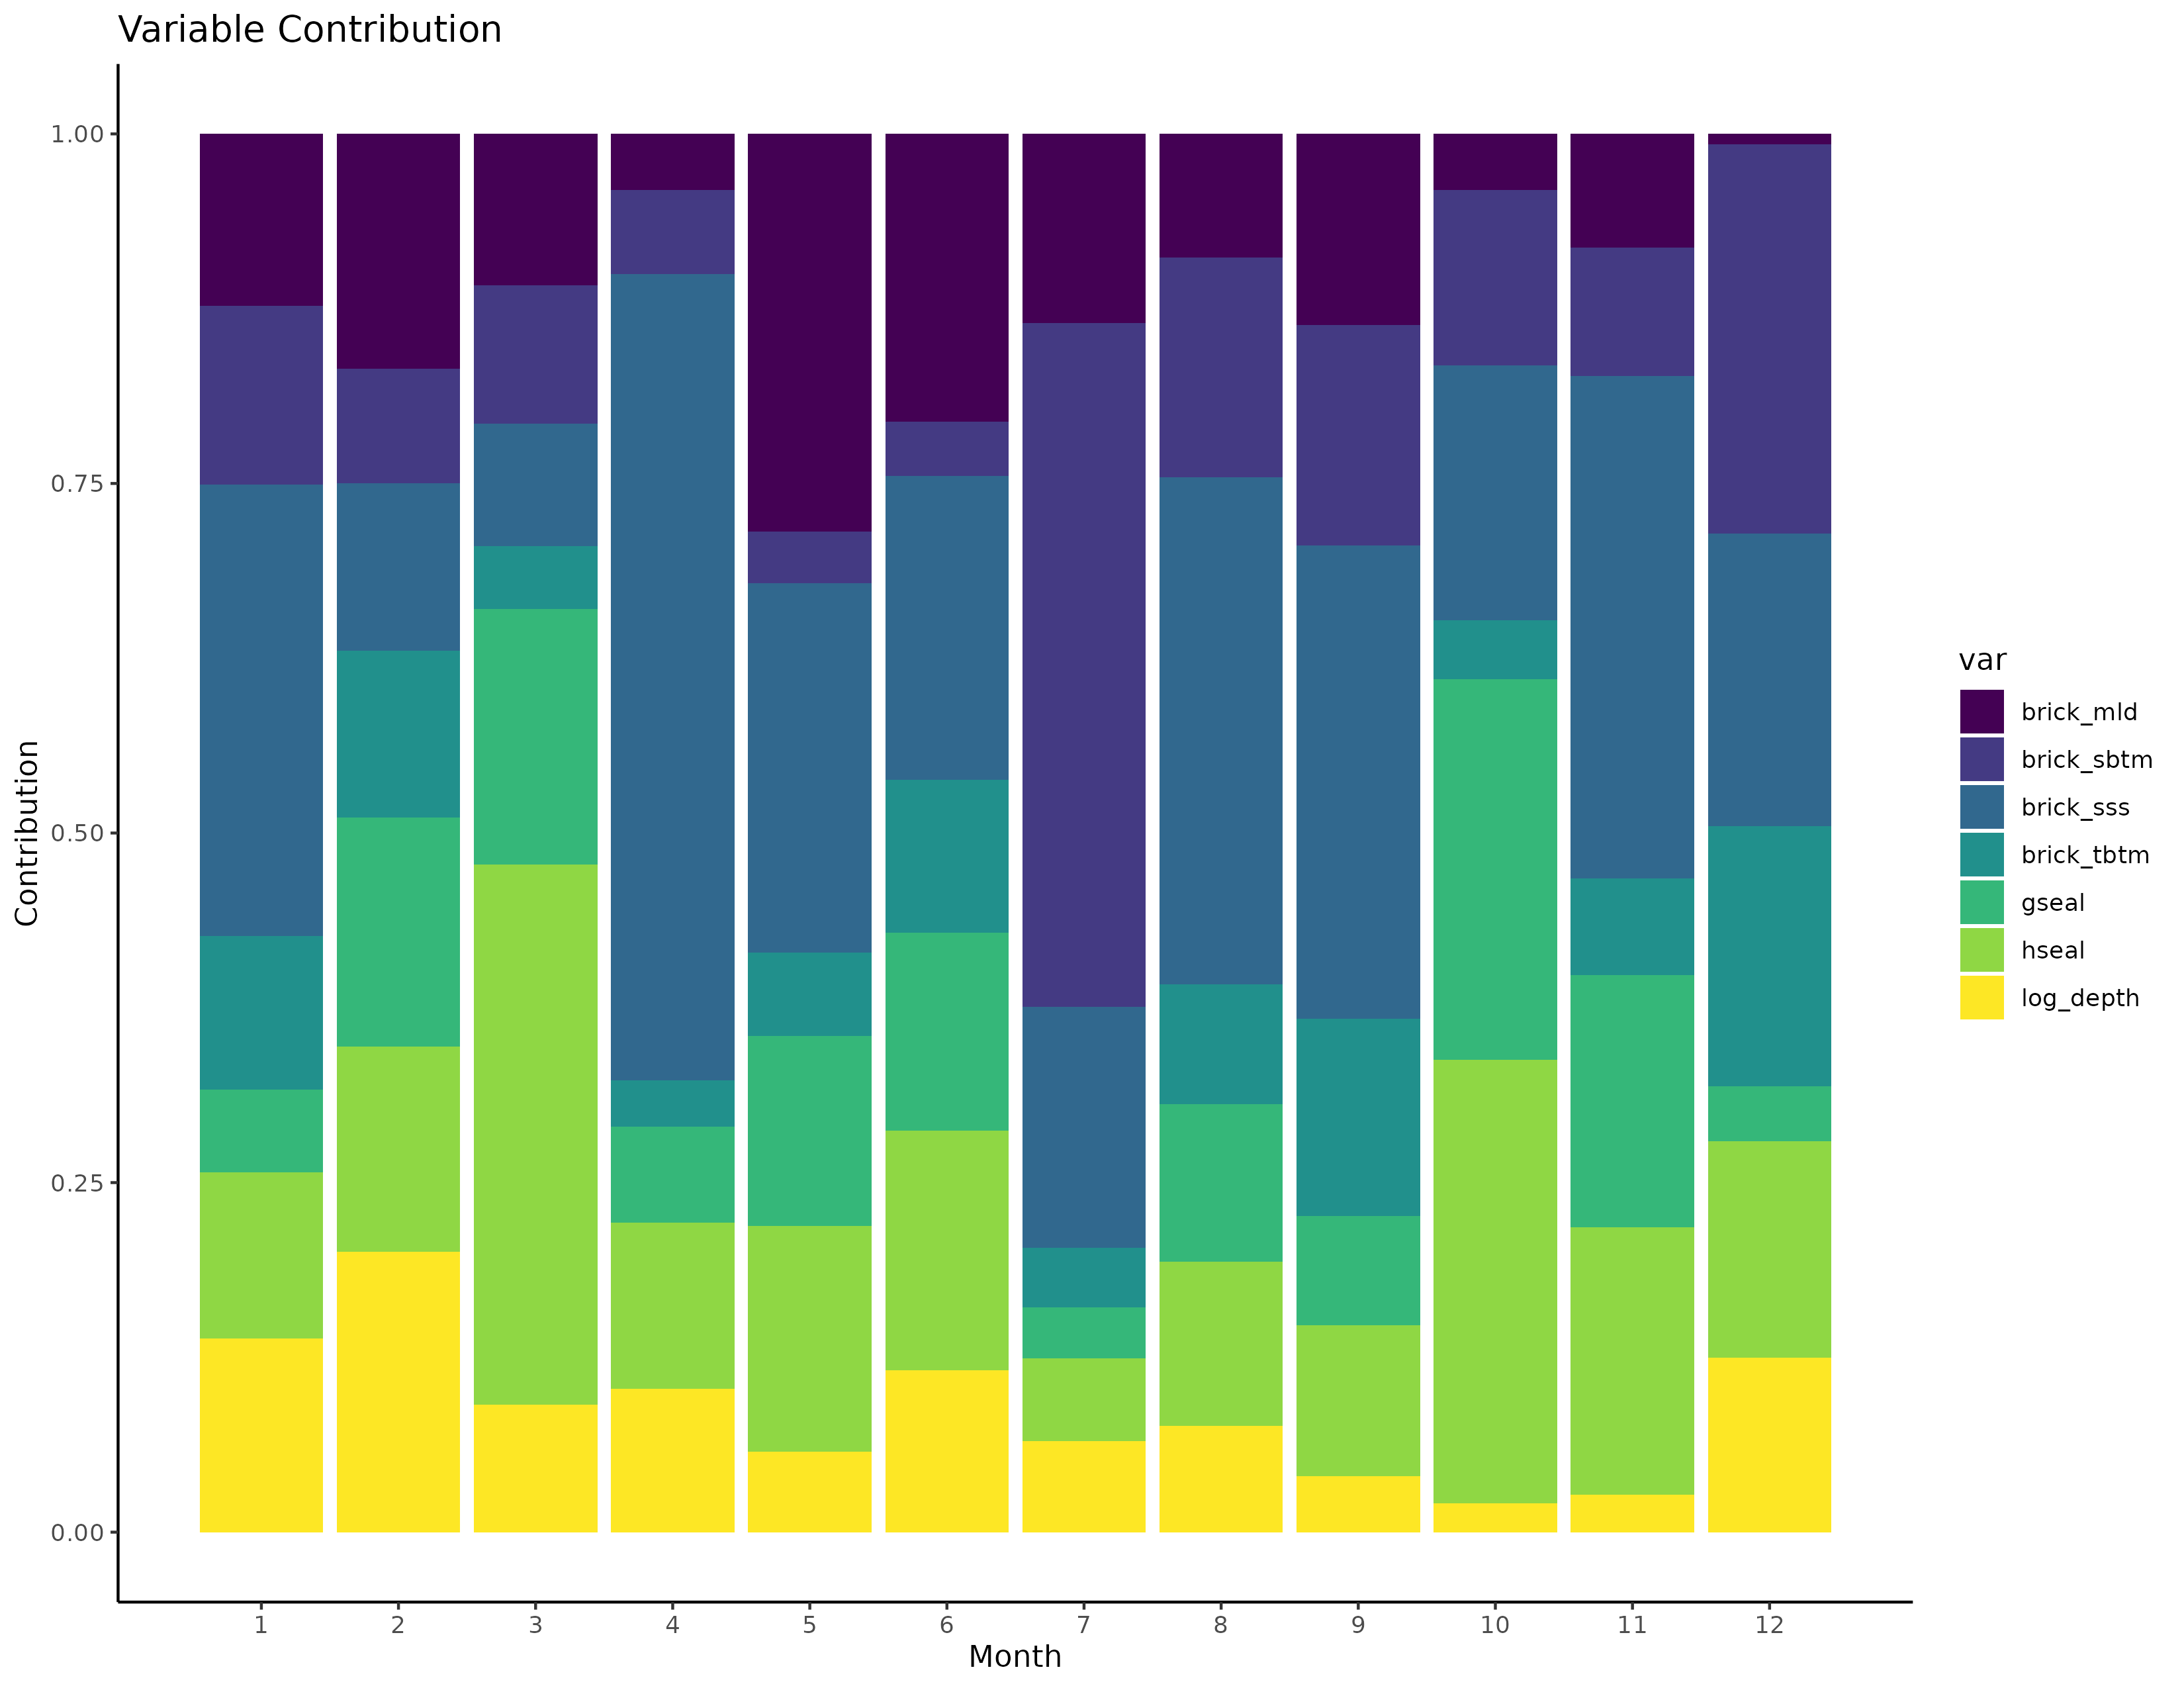 Variable Contribution
1.00
0.75
0.50
0.25
0.00
Contribution
1 2 3 4 5 6 7 8 9 10 11 12
Month
var
brick_mld
brick_sbtm
brick_sss
brick_tbtm
gseal
hseal
log_depth